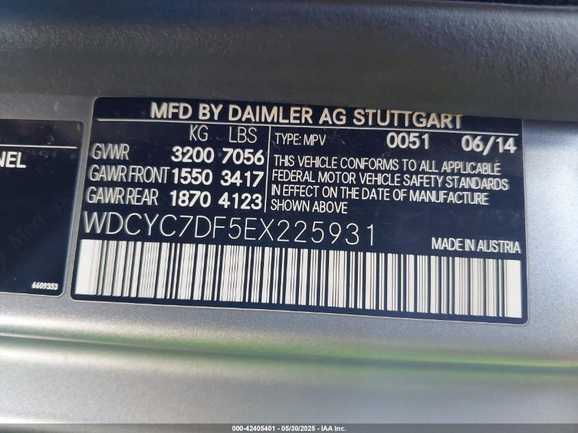 MFD BY DAIMLER AG STUTTGART
KG LBS
TYPE: MPV 0051 06/14
GVWR 3200 7056
GAWR FRONT 1550 3417
GAWR REAR 1870 4123
THIS VEHICLE CONFORMS TO ALL APPLICABLE
FEDERAL MOTOR VEHICLE SAFETY STANDARDS
IN EFFECT ON THE DATE OF MANUFACTURE
SHOWN ABOVE.
WDCYC7DF5EX225931
MADE IN AUSTRIA
NEL
6609353
000-42405401 - 05/30/2025 - IAA Inc.